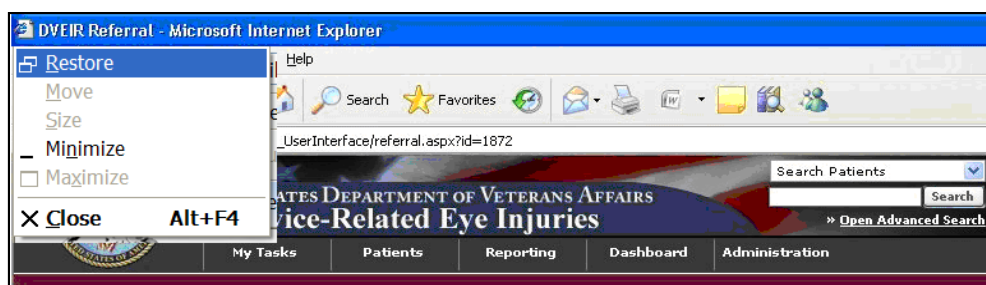 DVEIR Referral - Microsoft Internet Explorer
Restore
Move
Size
Minimize
Maximize
Close Alt+F4
Help
Search Favorites
_UserInterface/referral.aspx?id=1872
Search Patients
Search
» Open Advanced Search
ATES DEPARTMENT OF VETERANS AFFAIRS
vice-Related Eye Injuries
My Tasks Patients Reporting Dashboard Administration